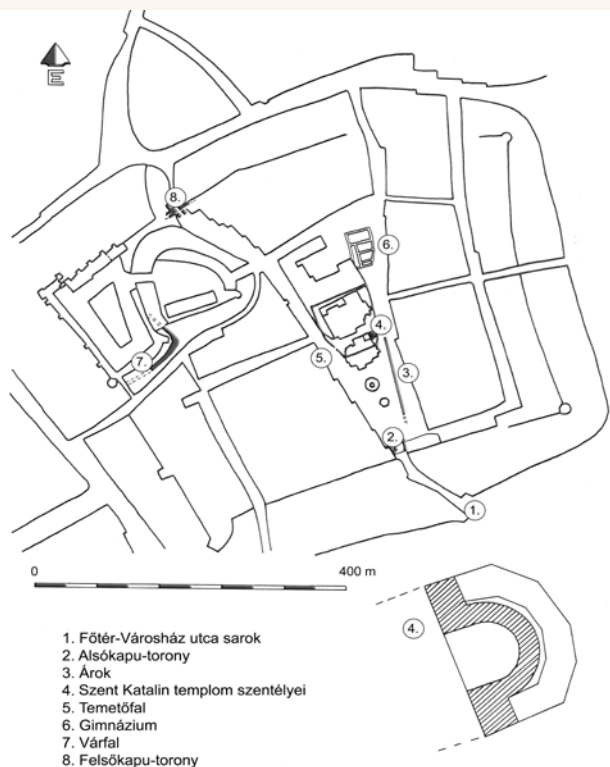 E
8.
6.
4.
7.
5.
3.
2.
1.
0 400 m
4.
1. Főtér-Városház utca sarok
2. Alsókapu-torony
3. Árok
4. Szent Katalin templom szentélyei
5. Temetőfal
6. Gimnázium
7. Várfal
8. Felsőkapu-torony